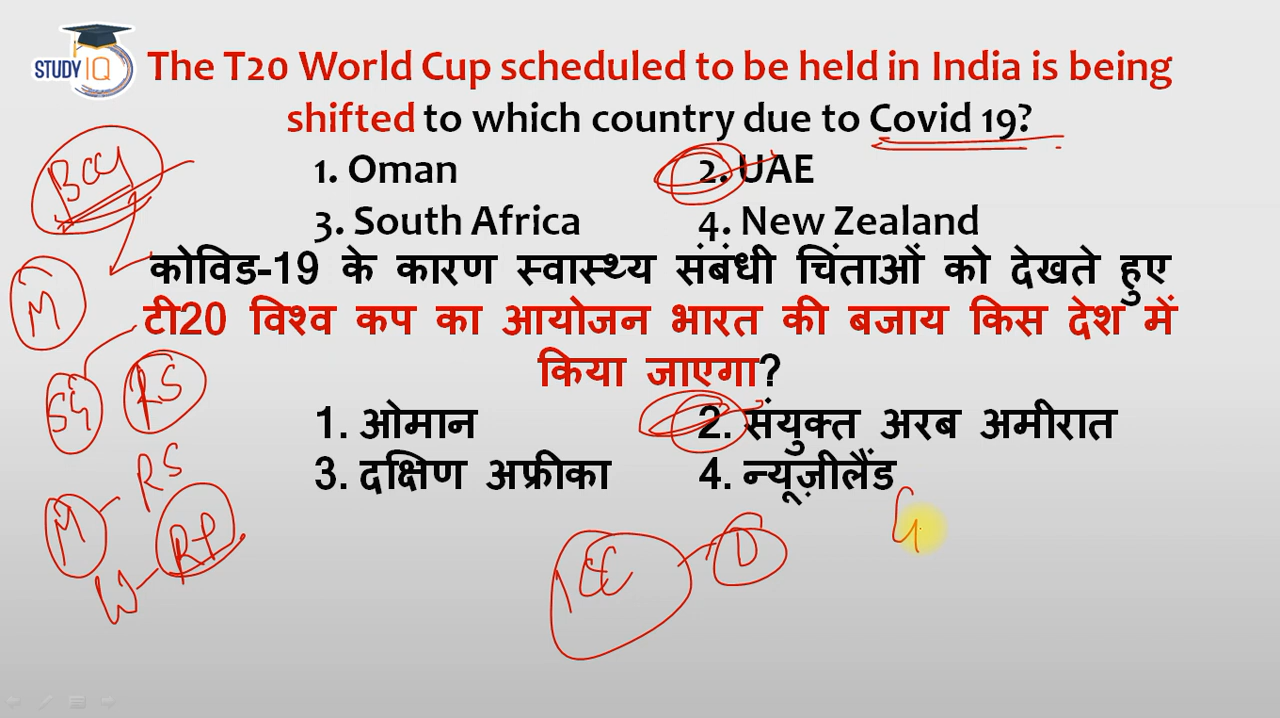 STUDY IQ
The T20 World Cup scheduled to be held in India is being
shifted to which country due to Covid 19?
1. Oman 2. UAE
3. South Africa 4. New Zealand
कोविड-19 के कारण स्वास्थ्य संबंधी चिंताओं को देखते हुए
टी20 विश्व कप का आयोजन भारत की बजाय किस देश में
किया जाएगा?
1. ओमान 2. संयुक्त अरब अमीरात
3. दक्षिण अफ्रीका 4. न्यूज़ीलैंड
M
RS
RS
M
W
RP
D